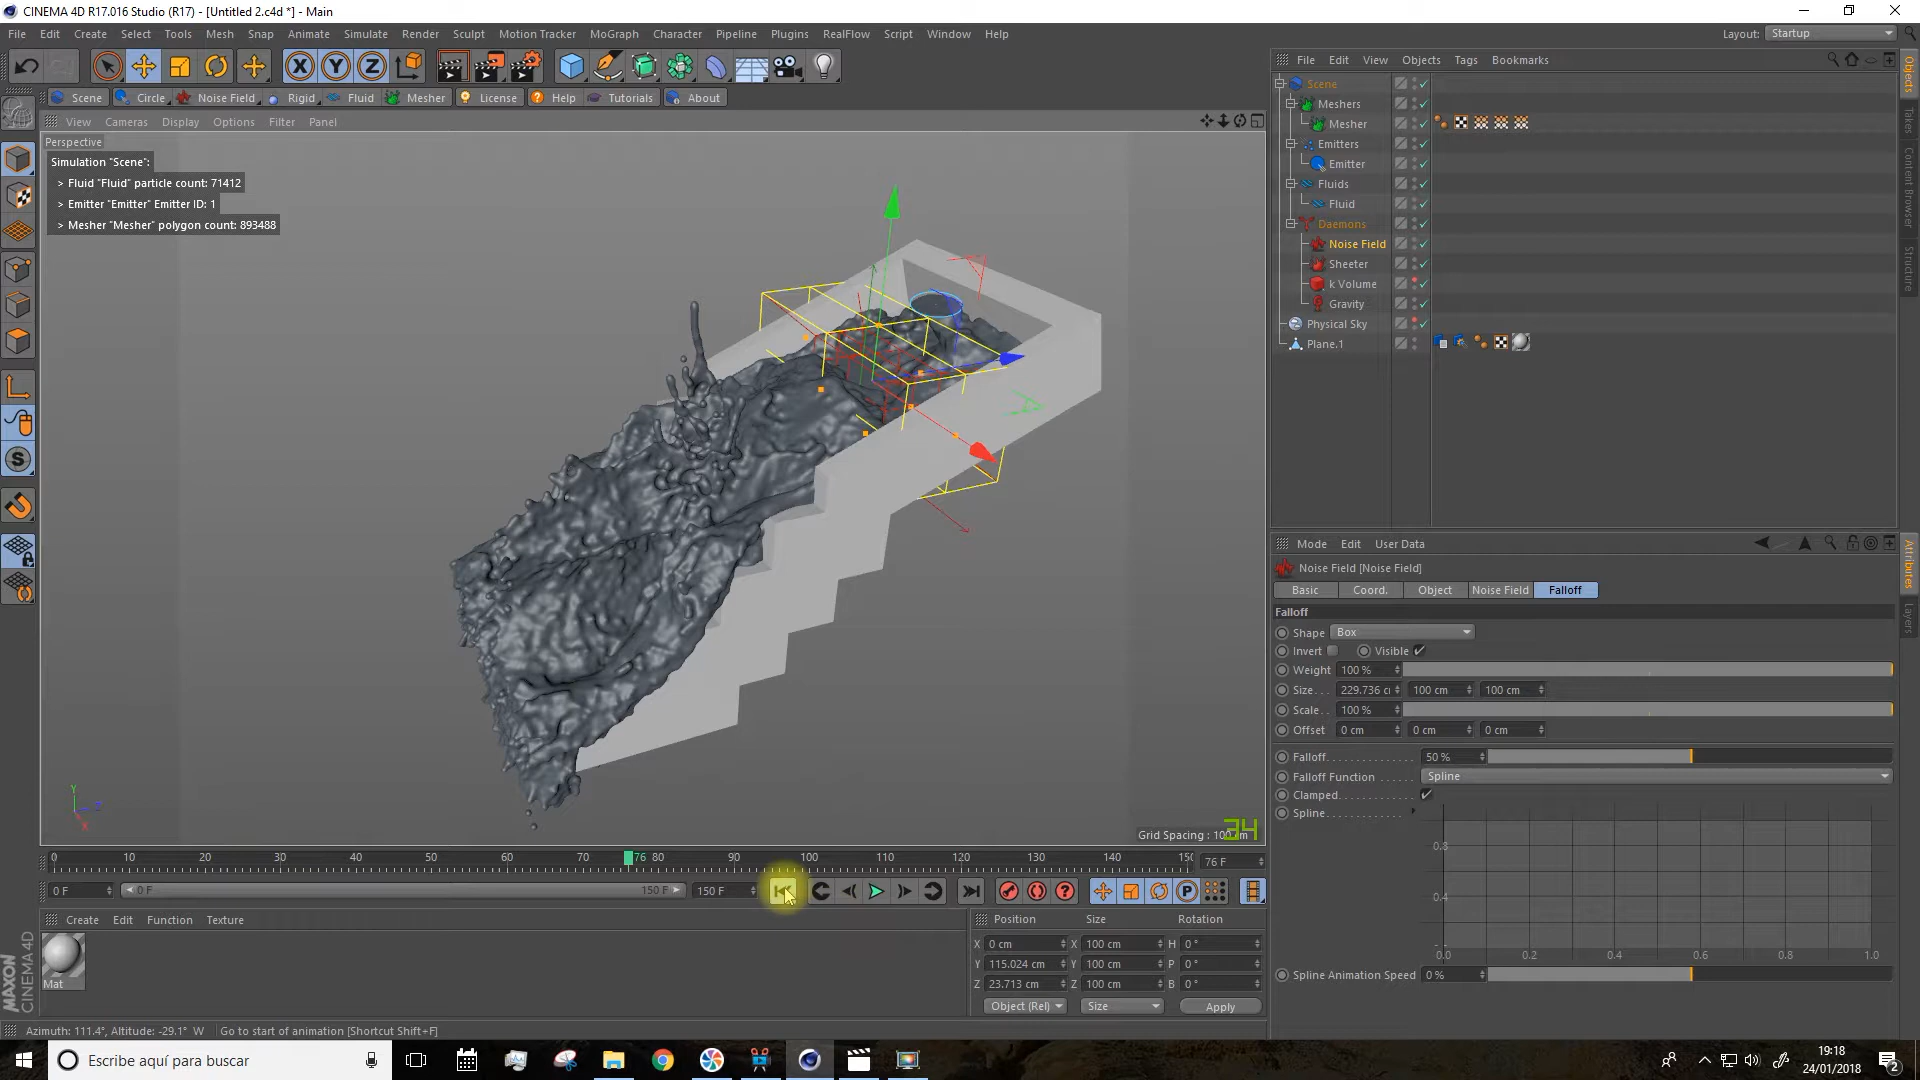 CINEMA 4D R17.016 Studio (R17) - [Untitled 2.c4d *] - Main
File Edit Create Select Tools Mesh Snap Animate Simulate Render Sculpt Motion Tracker MoGraph Character Pipeline Plugins RealFlow Script Window Help
Layout: Startup
Scene Circle Noise Field Rigid Fluid Mesher License Help Tutorials About
View Cameras Display Options Filter Panel
Perspective
Simulation "Scene":
> Fluid "Fluid" particle count: 71412
> Emitter "Emitter" Emitter ID: 1
> Mesher "Mesher" polygon count: 893488
Y
Z
X
Grid Spacing : 100 cm
34
0 10 20 30 40 50 60 70 76 80 90 100 110 120 130 140 150
76 F
0 F
0 F
150 F
150 F
Create Edit Function Texture
Mat
MAXON CINEMA 4D
Position Size Rotation
X 0 cm X 100 cm H 0 °
Y 115.024 cm Y 100 cm P 0 °
Z 23.713 cm Z 100 cm B 0 °
Object (Rel) Size Apply
Azimuth: 111.4°, Altitude: -29.1° W Go to start of animation [Shortcut Shift+F]
File Edit View Objects Tags Bookmarks
Scene
Meshers
Mesher
Emitters
Emitter
Fluids
Fluid
Daemons
Noise Field
Sheeter
k Volume
Gravity
Physical Sky
Plane.1
Objects
Takes
Content Browser
Structure
Mode Edit User Data
Noise Field [Noise Field]
Basic Coord. Object Noise Field Falloff
Falloff
Shape Box
Invert Visible
Weight 100 %
Size. . . 229.736 c 100 cm 100 cm
Scale. . 100 %
Offset 0 cm 0 cm 0 cm
Falloff. . . . . . . . . . . . . . 50 %
Falloff Function . . . . . . Spline
Clamped. . . . . . . . . . . . .
Spline. . . . . . . . . . . . . .
0.8
0.4
0.0 0.2 0.4 0.6 0.8 1.0
Spline Animation Speed 0 %
Attributes
Layers
Escribe aquí para buscar
19:18
24/01/2018
2